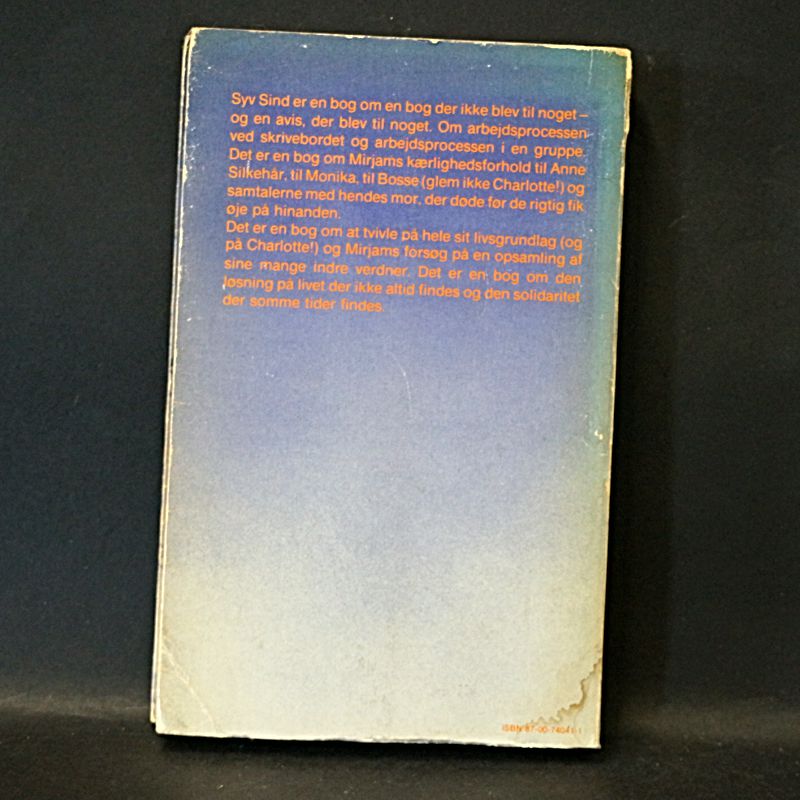 Syv Sind er en bog om en bog der ikke blev til noget –
og en avis, der blev til noget. Om arbejdsprocessen
ved skrivebordet og arbejdsprocessen i en gruppe.
Det er en bog om Mirjams kærlighedsforhold til Anne
Silkehår, til Monika, til Bosse (glem ikke Charlotte!) og
samtalerne med hendes mor, der døde før de rigtig fik
øje på hinanden.
Det er en bog om at tvivle på hele sit livsgrundlag (og
på Charlotte!) og Mirjams forsøg på en opsamling af
sine mange indre verdner. Det er en bog om den
løsning på livet der ikke altid findes og den solidaritet
der somme tider findes.
ISBN 87-00-74041-1